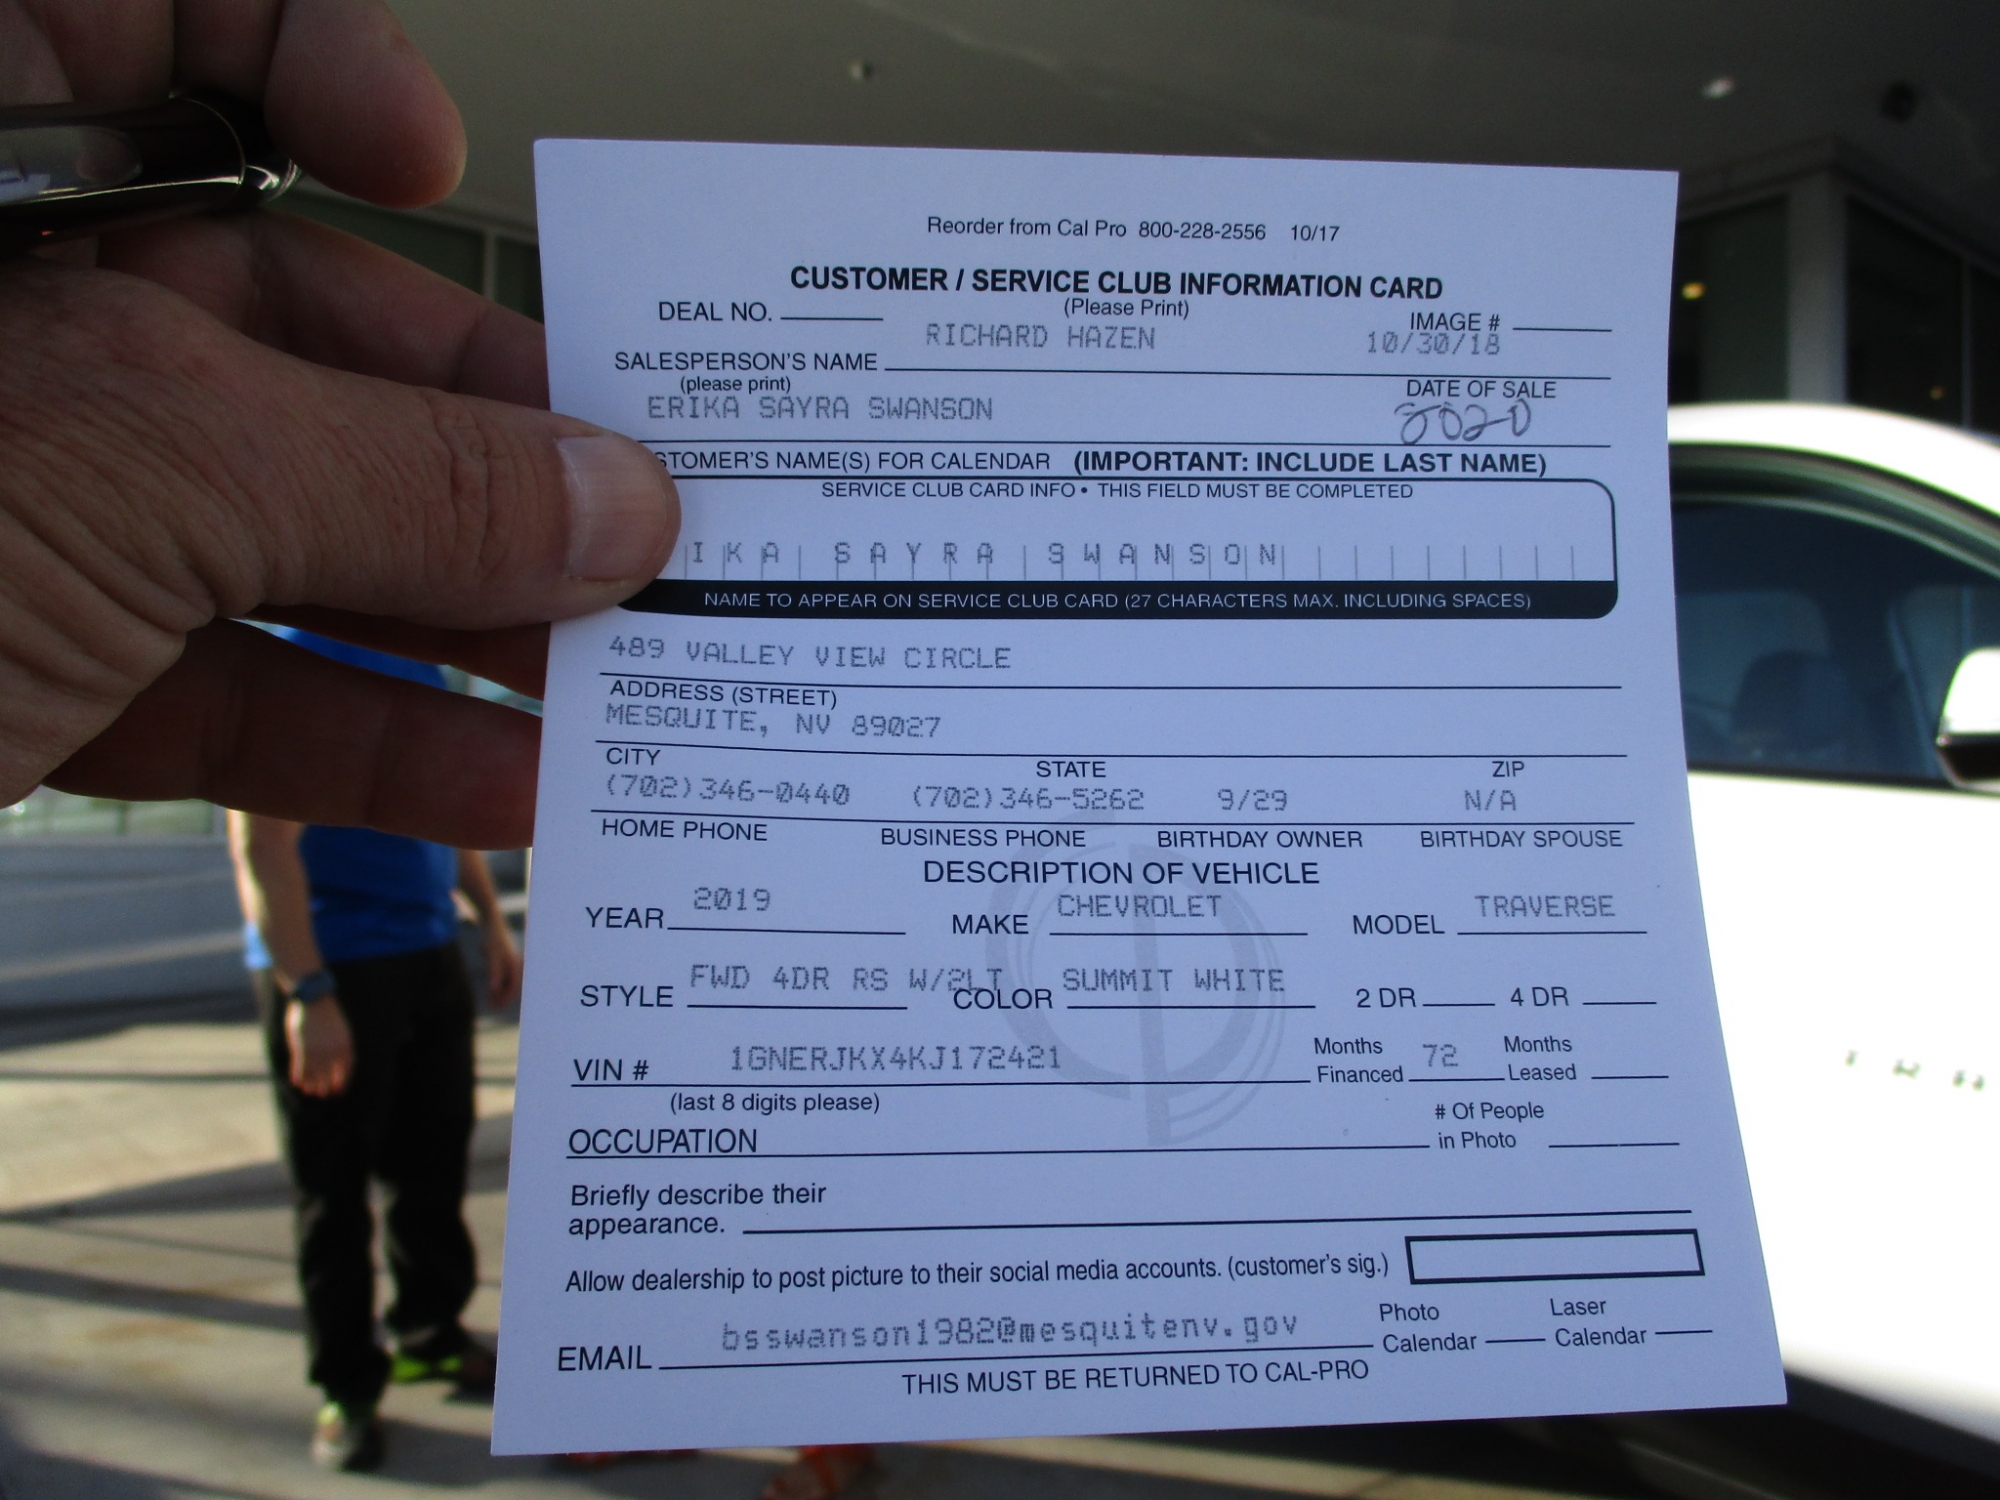 Reorder from Cal Pro 800-228-2556 10/17
CUSTOMER / SERVICE CLUB INFORMATION CARD
DEAL NO. (Please Print) IMAGE #
RICHARD HAZEN 10/30/18
SALESPERSON'S NAME DATE OF SALE
(please print)
ERIKA SAYRA SWANSON
STOMER'S NAME(S) FOR CALENDAR (IMPORTANT: INCLUDE LAST NAME)
SERVICE CLUB CARD INFO • THIS FIELD MUST BE COMPLETED
IKA SAYRA SWANSON
NAME TO APPEAR ON SERVICE CLUB CARD (27 CHARACTERS MAX. INCLUDING SPACES)
489 VALLEY VIEW CIRCLE
ADDRESS (STREET)
MESQUITE, NV 89027
CITY STATE ZIP
(702)346-0440 (702)346-5262 9/29 N/A
HOME PHONE BUSINESS PHONE BIRTHDAY OWNER BIRTHDAY SPOUSE
DESCRIPTION OF VEHICLE
YEAR 2019 MAKE CHEVROLET MODEL TRAVERSE
STYLE FWD 4DR RS W/2LT COLOR SUMMIT WHITE 2 DR 4 DR
VIN # 1GNERJKX4KJ172421 Months Financed 72 Months Leased
(last 8 digits please)
OCCUPATION # Of People in Photo
Briefly describe their
appearance.
Allow dealership to post picture to their social media accounts. (customer's sig.)
EMAIL bsswanson1982@mesquitenv.gov Photo Calendar Laser Calendar
THIS MUST BE RETURNED TO CAL-PRO